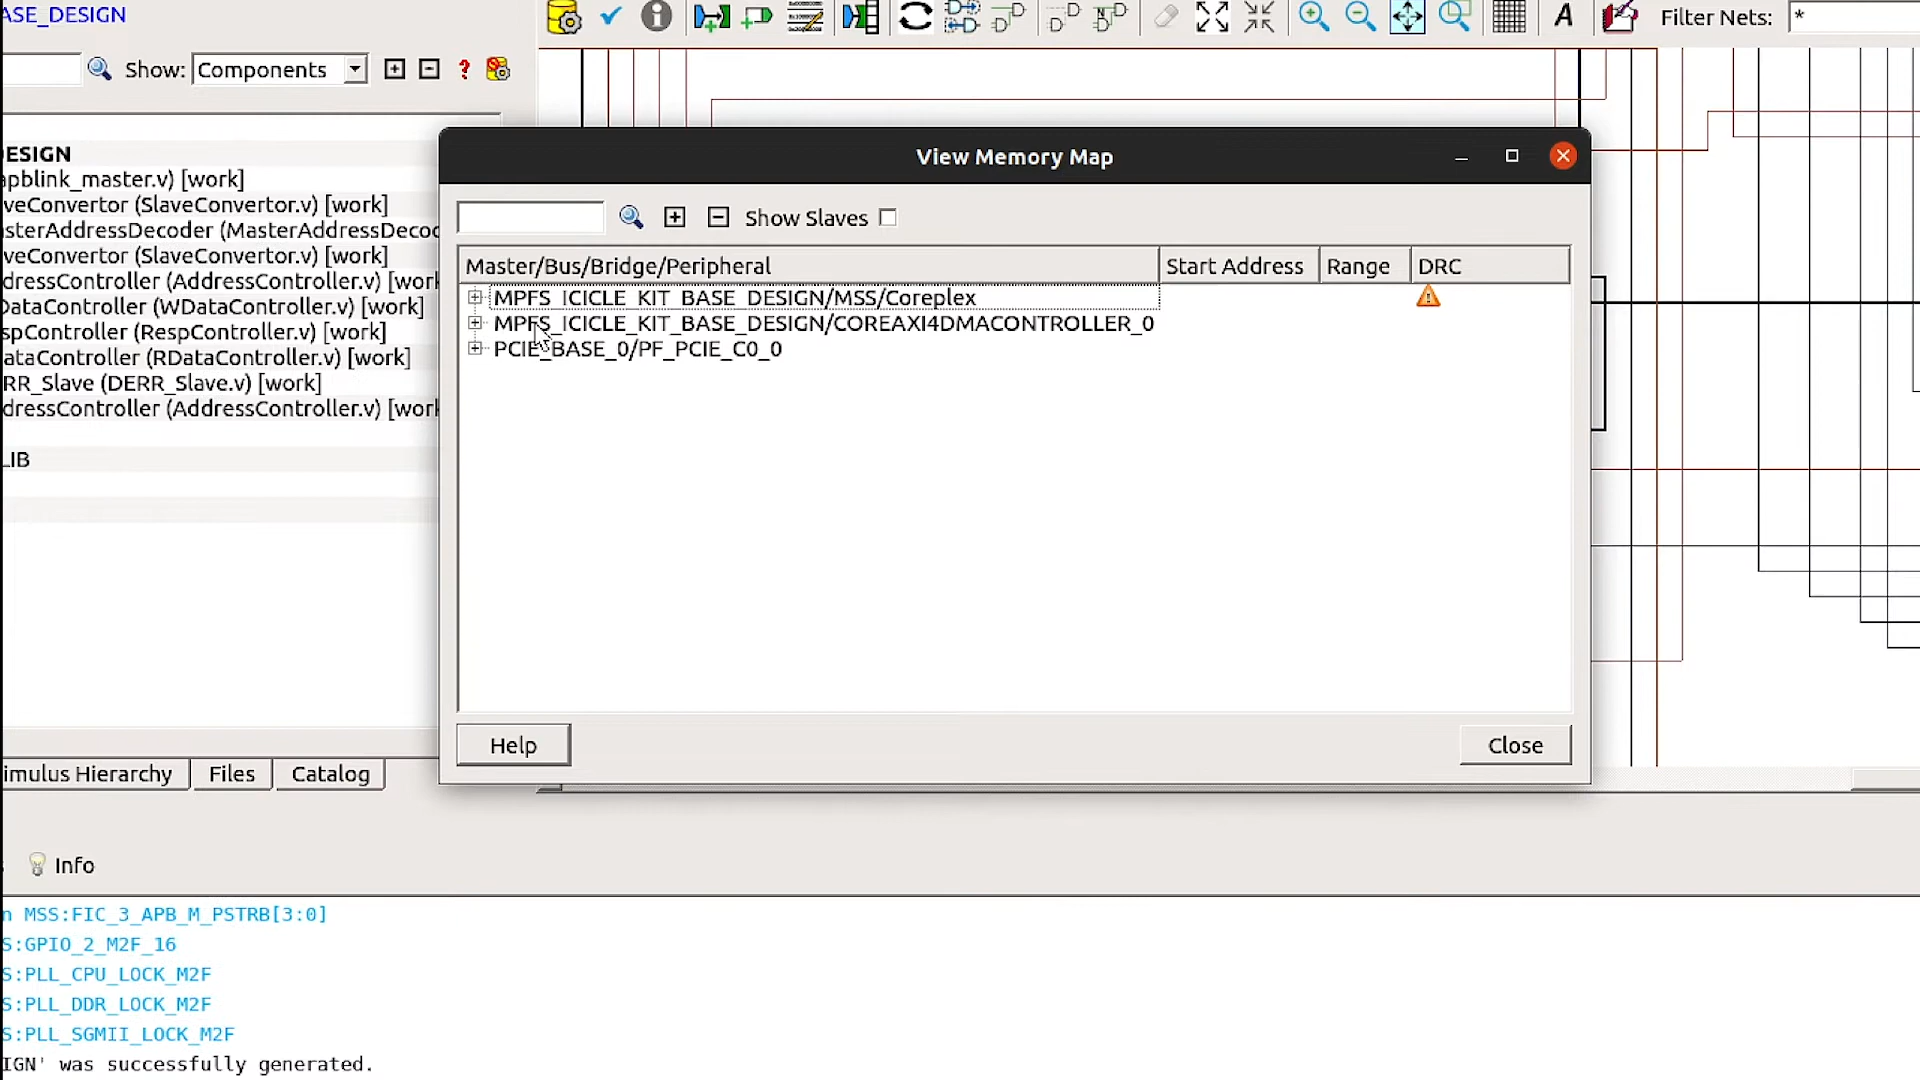 ASE_DESIGN
Filter Nets: *
Show: Components
ESIGN
apblink_master.v) [work]
veConvertor (SlaveConvertor.v) [work]
sterAddressDecoder (MasterAddressDecod
veConvertor (SlaveConvertor.v) [work]
ddressController (AddressController.v) [work
DataController (WDataController.v) [work]
spController (RespController.v) [work]
ataController (RDataController.v) [work]
RR_Slave (DERR_Slave.v) [work]
ddressController (AddressController.v) [work
LIB
View Memory Map
Show Slaves
Master/Bus/Bridge/Peripheral Start Address Range DRC
MPFS_ICICLE_KIT_BASE_DESIGN/MSS/Coreplex
MPFS_ICICLE_KIT_BASE_DESIGN/COREAXI4DMACONTROLLER_0
PCIE_BASE_0/PF_PCIE_C0_0
Help Close
imulus Hierarchy Files Catalog
s Info
n MSS:FIC_3_APB_M_PSTRB[3:0]
S:GPIO_2_M2F_16
S:PLL_CPU_LOCK_M2F
S:PLL_DDR_LOCK_M2F
S:PLL_SGMII_LOCK_M2F
IGN' was successfully generated.